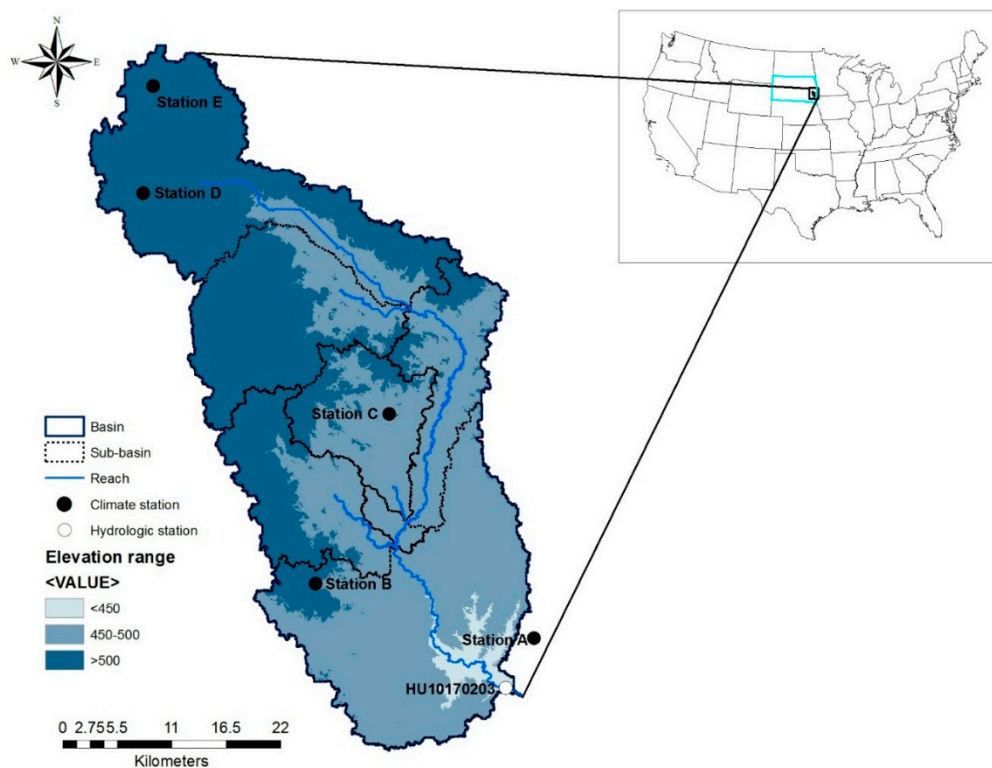 N
W E
S
Station E
Station D
Station C
Station B
Station A
HU10170203
Basin
Sub-basin
Reach
Climate station
Hydrologic station
Elevation range
<VALUE>
<450
450-500
>500
0 2.75 5.5 11 16.5 22
Kilometers